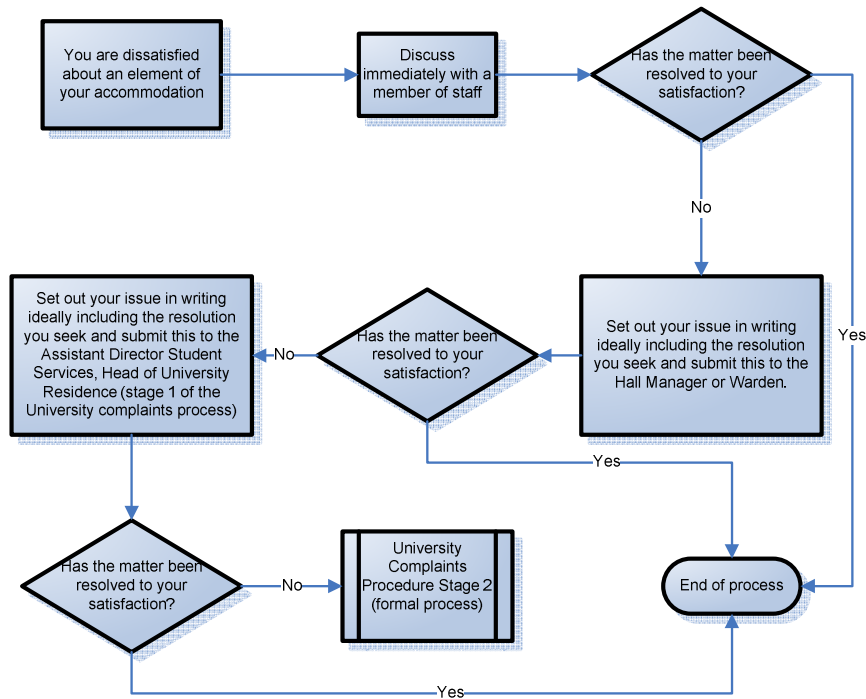 You are dissatisfied
about an element of
your accommodation
Discuss
immediately with a
member of staff
Has the matter been
resolved to your
satisfaction?
No
Yes
Set out your issue in writing
ideally including the resolution
you seek and submit this to the
Hall Manager or Warden.
Has the matter been
resolved to your
satisfaction?
No
Yes
Set out your issue in writing
ideally including the resolution
you seek and submit this to the
Assistant Director Student
Services, Head of University
Residence (stage 1 of the
University complaints process)
Has the matter been
resolved to your
satisfaction?
No
University
Complaints
Procedure Stage 2
(formal process)
End of process
Yes